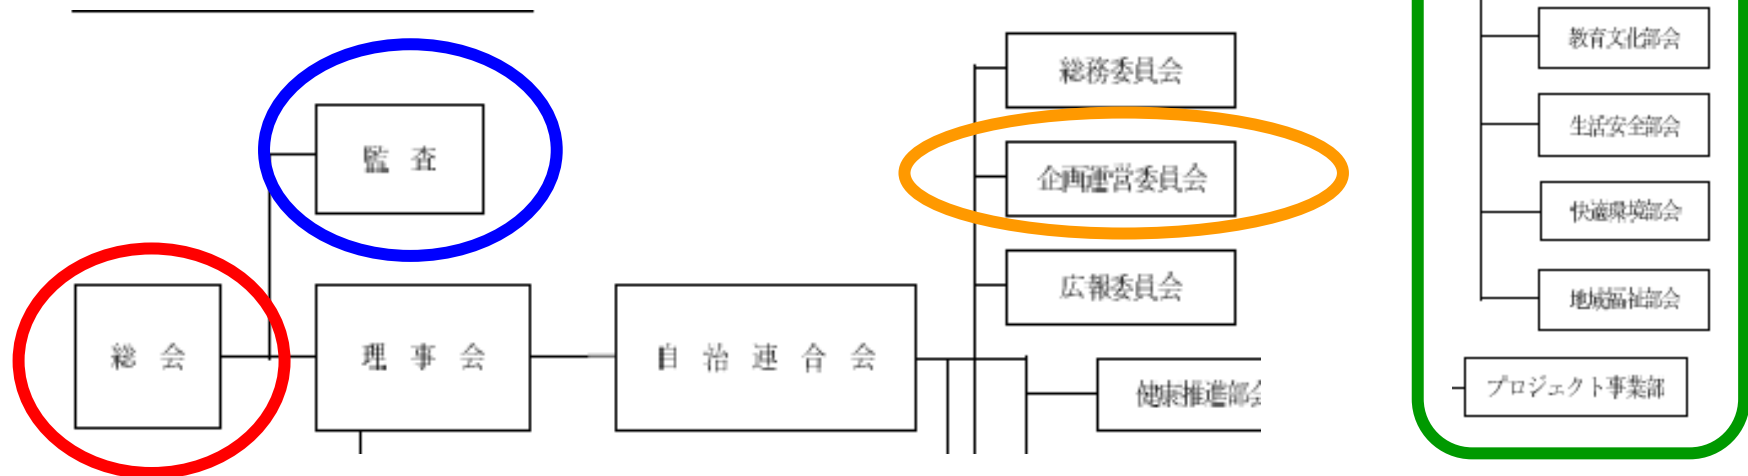 総務委員会
監査
企画運営委員会
広報委員会
総会
理事会
自治連合会
健康推進部会
教育文化部会
生活安全部会
快適環境部会
地域福祉部会
プロジェクト事業部